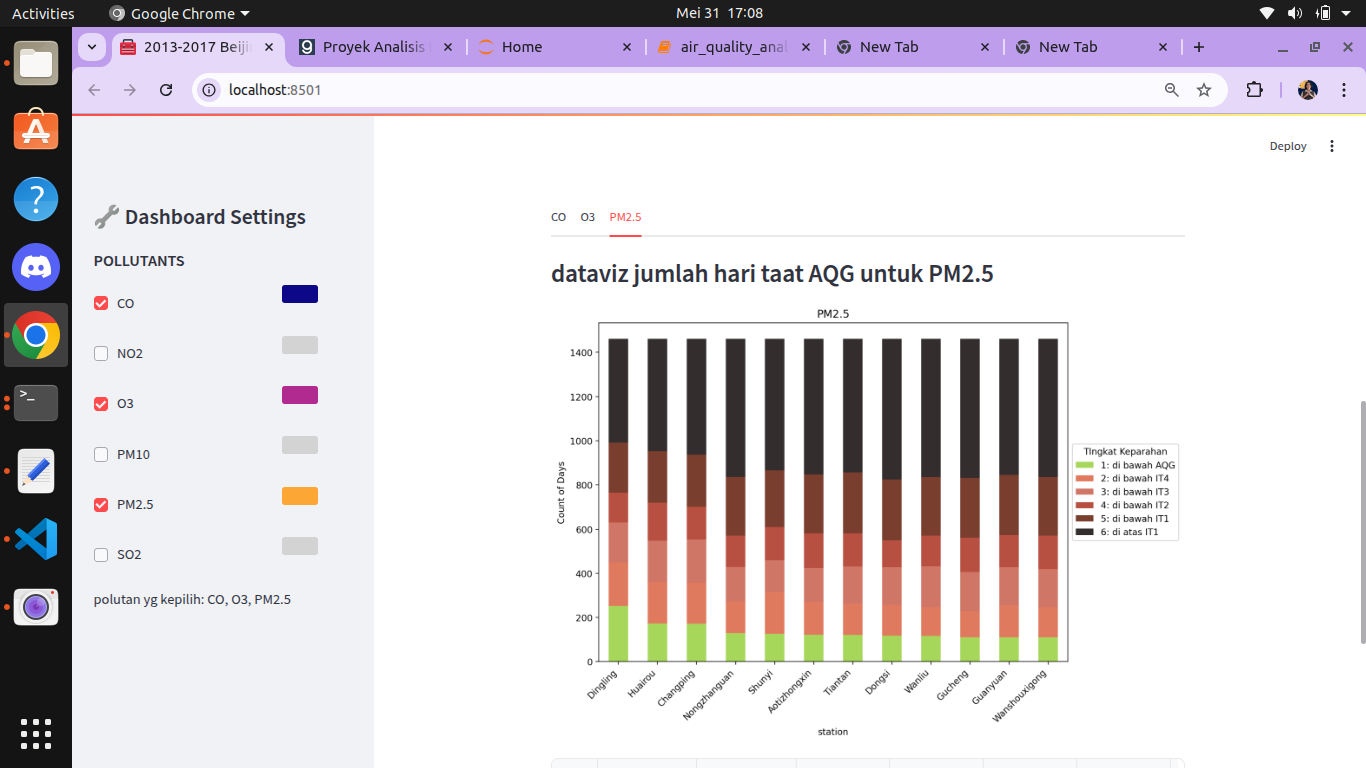 Activities
Google Chrome
Mei 31 17:08
2013-2017 Beiji
Proyek Analisis
Home
air_quality_anal
New Tab
New Tab
localhost:8501
Deploy
Dashboard Settings
POLLUTANTS
CO
NO2
O3
PM10
PM2.5
SO2
polutan yg kepilih: CO, O3, PM2.5
CO O3 PM2.5
dataviz jumlah hari taat AQG untuk PM2.5
PM2.5
Count of Days
1400
1200
1000
800
600
400
200
0
Dingling
Huairou
Changping
Nongzhanguan
Shunyi
Aotizhongxin
Tiantan
Dongsi
Wanliu
Gucheng
Guanyuan
Wanshouxigong
station
TIngkat Keparahan
1: di bawah AQG
2: di bawah IT4
3: di bawah IT3
4: di bawah IT2
5: di bawah IT1
6: di atas IT1